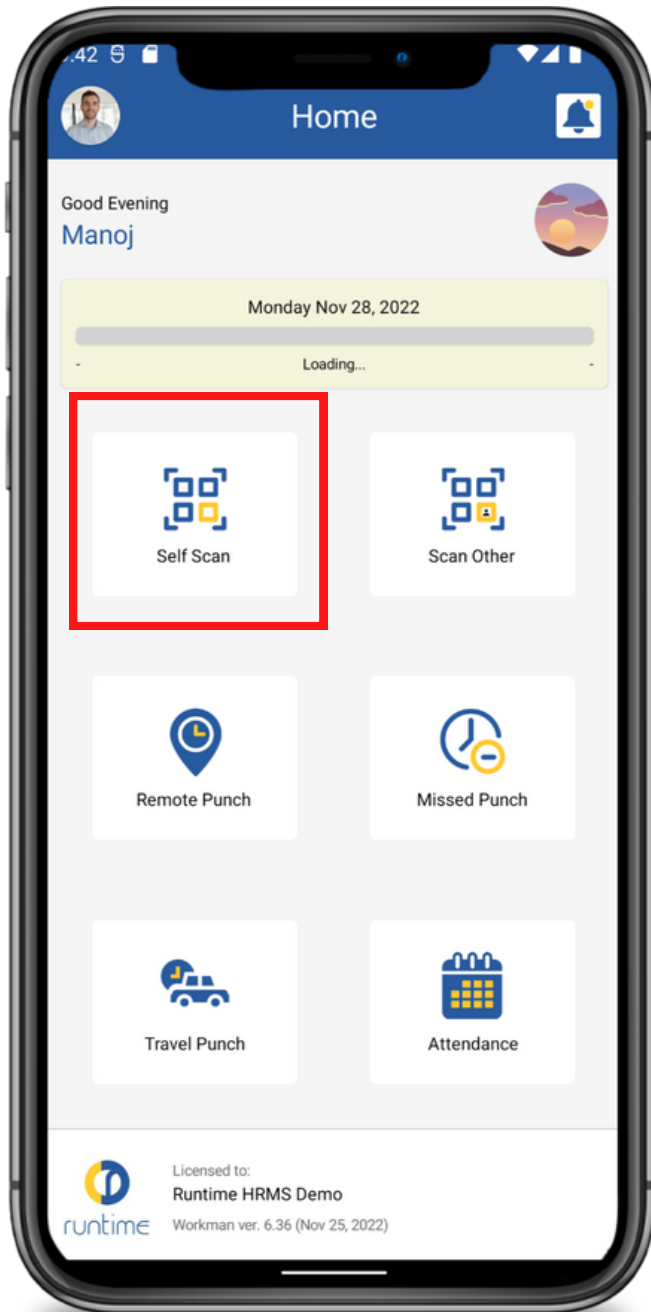 :42
Home
Good Evening
Manoj
Monday Nov 28, 2022
- Loading... -
Self Scan
Scan Other
Remote Punch
Missed Punch
Travel Punch
Attendance
Licensed to:
Runtime HRMS Demo
runtime
Workman ver. 6.36 (Nov 25, 2022)